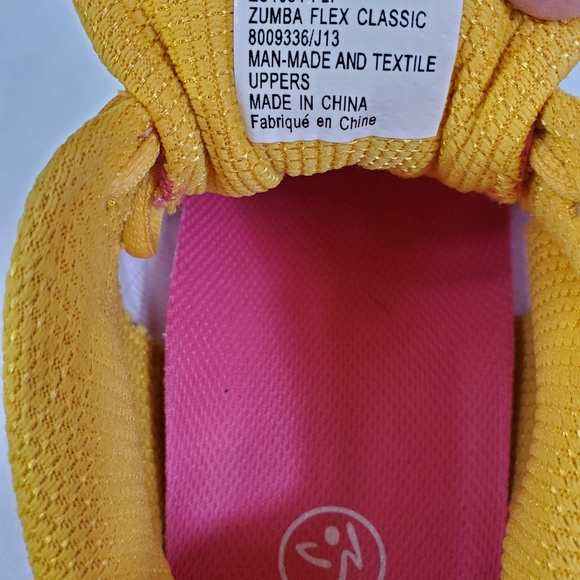 ZUMBA FLEX CLASSIC
8009336/J13
MAN-MADE AND TEXTILE
UPPERS
MADE IN CHINA
Fabriqué en Chine